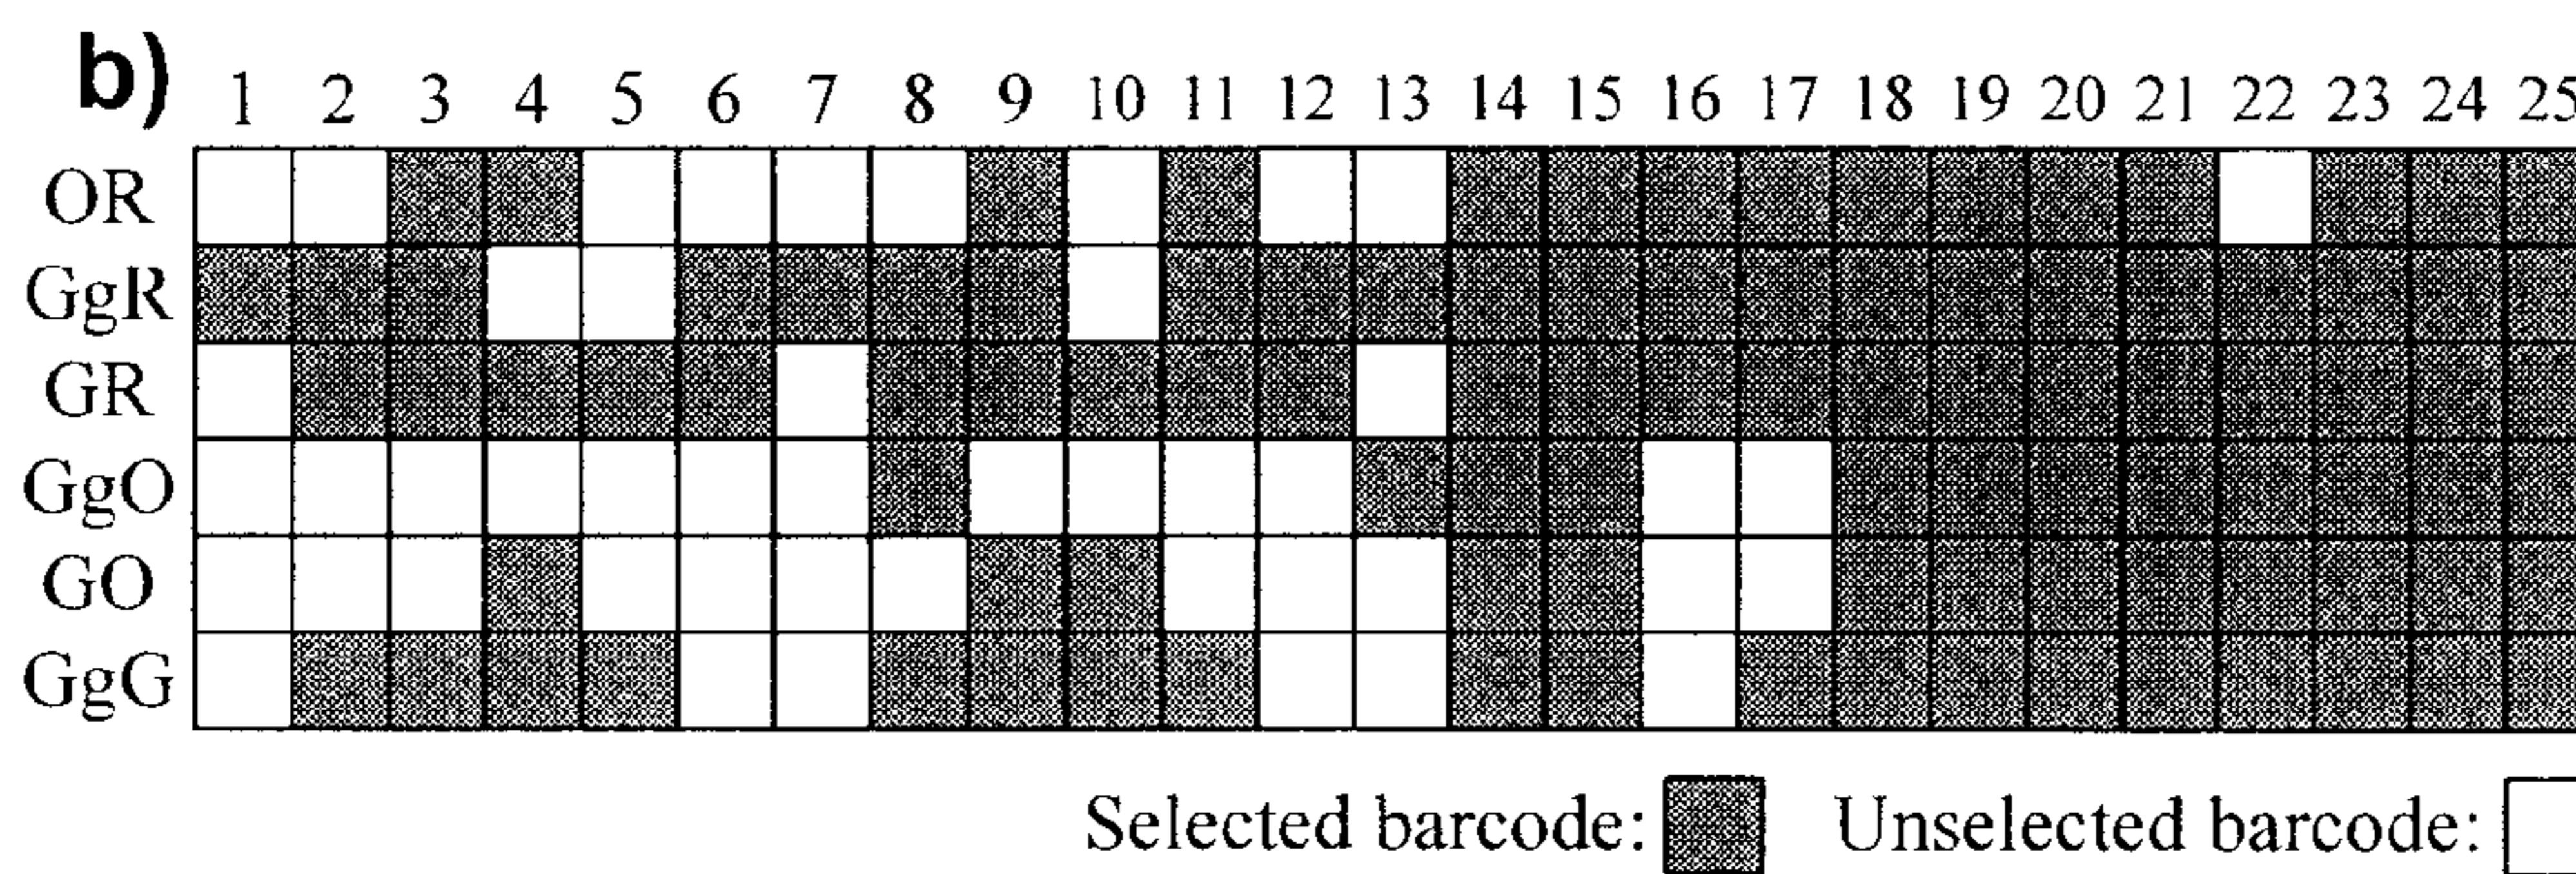 b) 1 2 3 4 5 6 7 8 9 10 11 12 13 14 15 16 17 18 19 20 21 22 23 24 25
OR
GgR
GR
GgO
GO
GgG
Selected barcode: Unselected barcode: